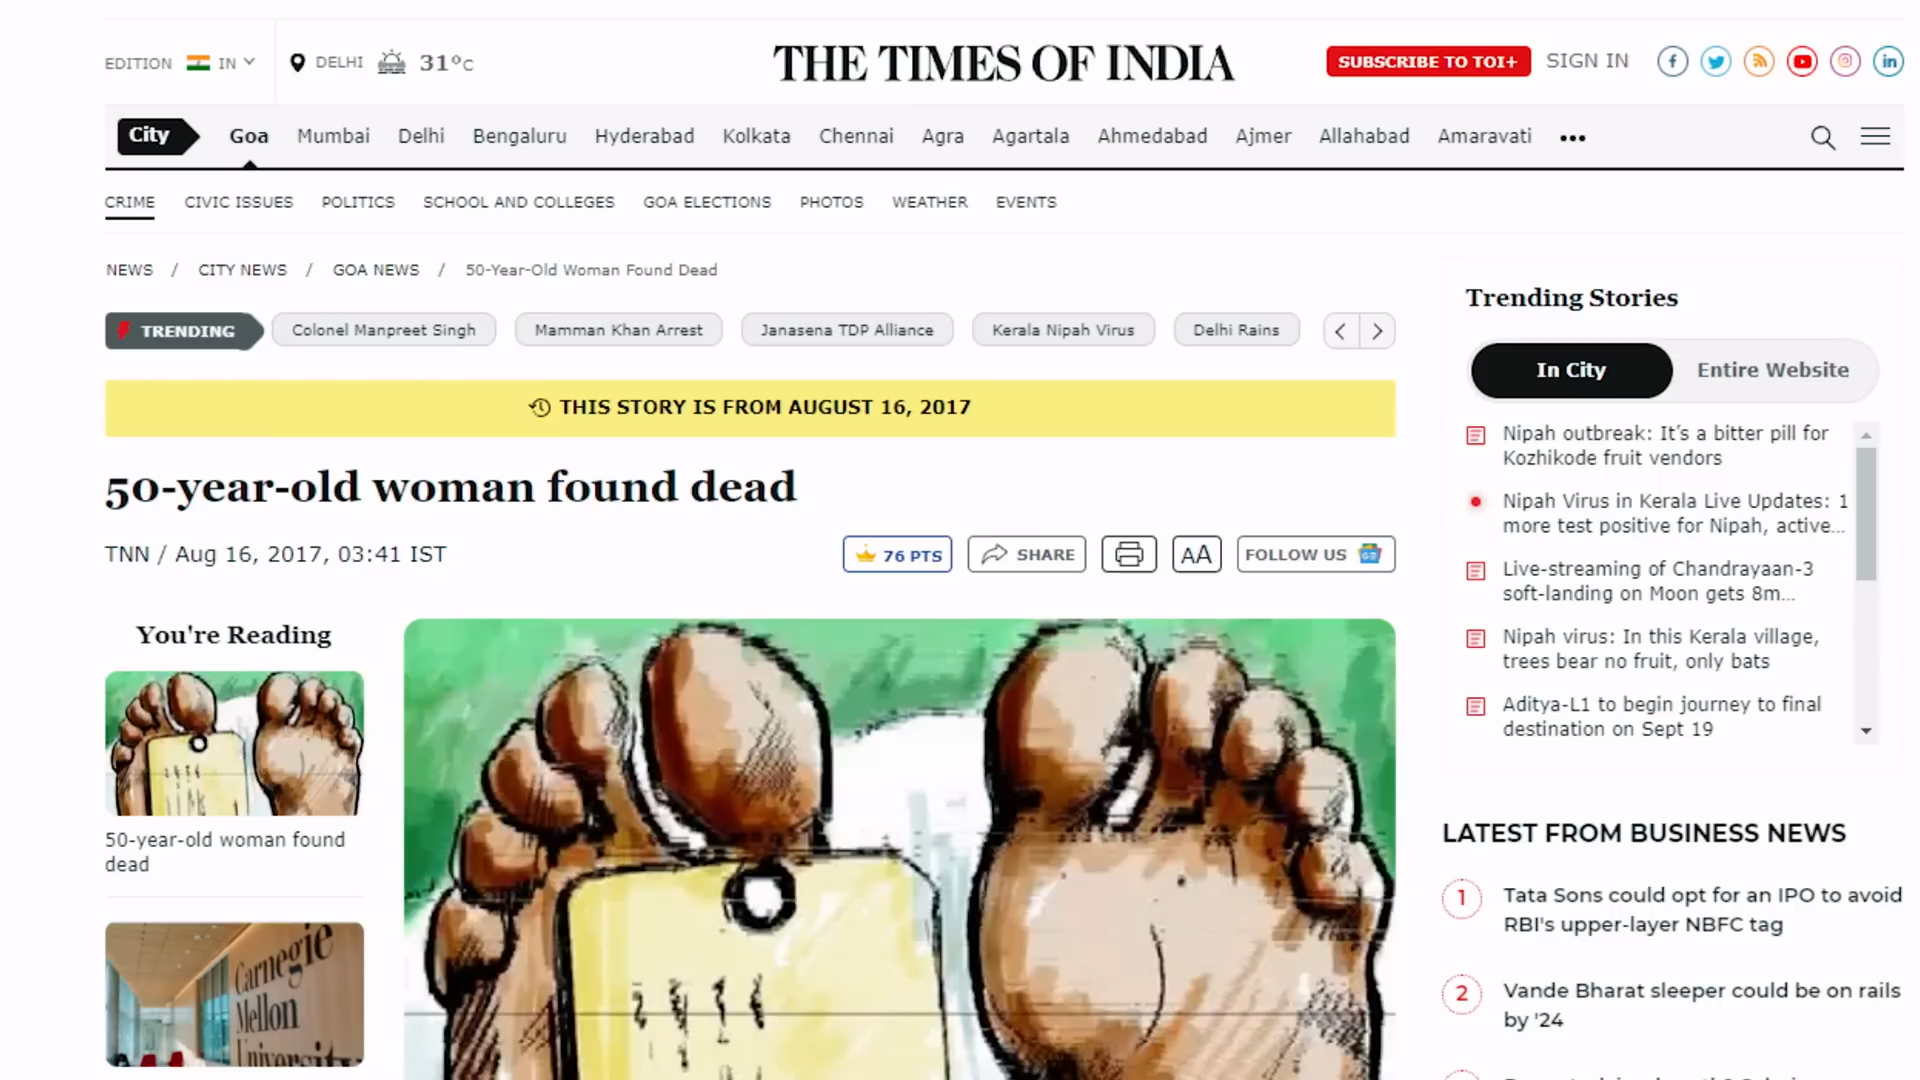 EDITION IN
DELHI 31°C
THE TIMES OF INDIA
SUBSCRIBE TO TOI+ SIGN IN
City Goa Mumbai Delhi Bengaluru Hyderabad Kolkata Chennai Agra Agartala Ahmedabad Ajmer Allahabad Amaravati •••
CRIME CIVIC ISSUES POLITICS SCHOOL AND COLLEGES GOA ELECTIONS PHOTOS WEATHER EVENTS
NEWS / CITY NEWS / GOA NEWS / 50-Year-Old Woman Found Dead
TRENDING Colonel Manpreet Singh Mamman Khan Arrest Janasena TDP Alliance Kerala Nipah Virus Delhi Rains
THIS STORY IS FROM AUGUST 16, 2017
50-year-old woman found dead
TNN / Aug 16, 2017, 03:41 IST
76 PTS SHARE AA FOLLOW US
You're Reading
50-year-old woman found
dead
Carnegie
Mellon
University
Trending Stories
In City Entire Website
Nipah outbreak: It’s a bitter pill for
Kozhikode fruit vendors
Nipah Virus in Kerala Live Updates: 1
more test positive for Nipah, active...
Live-streaming of Chandrayaan-3
soft-landing on Moon gets 8m...
Nipah virus: In this Kerala village,
trees bear no fruit, only bats
Aditya-L1 to begin journey to final
destination on Sept 19
LATEST FROM BUSINESS NEWS
1 Tata Sons could opt for an IPO to avoid
RBI's upper-layer NBFC tag
2 Vande Bharat sleeper could be on rails
by '24